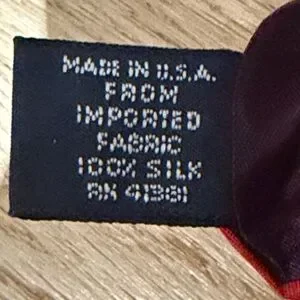 MADE IN U.S.A.
FROM
IMPORTED
FABRIC
100% SILK
RN 41381